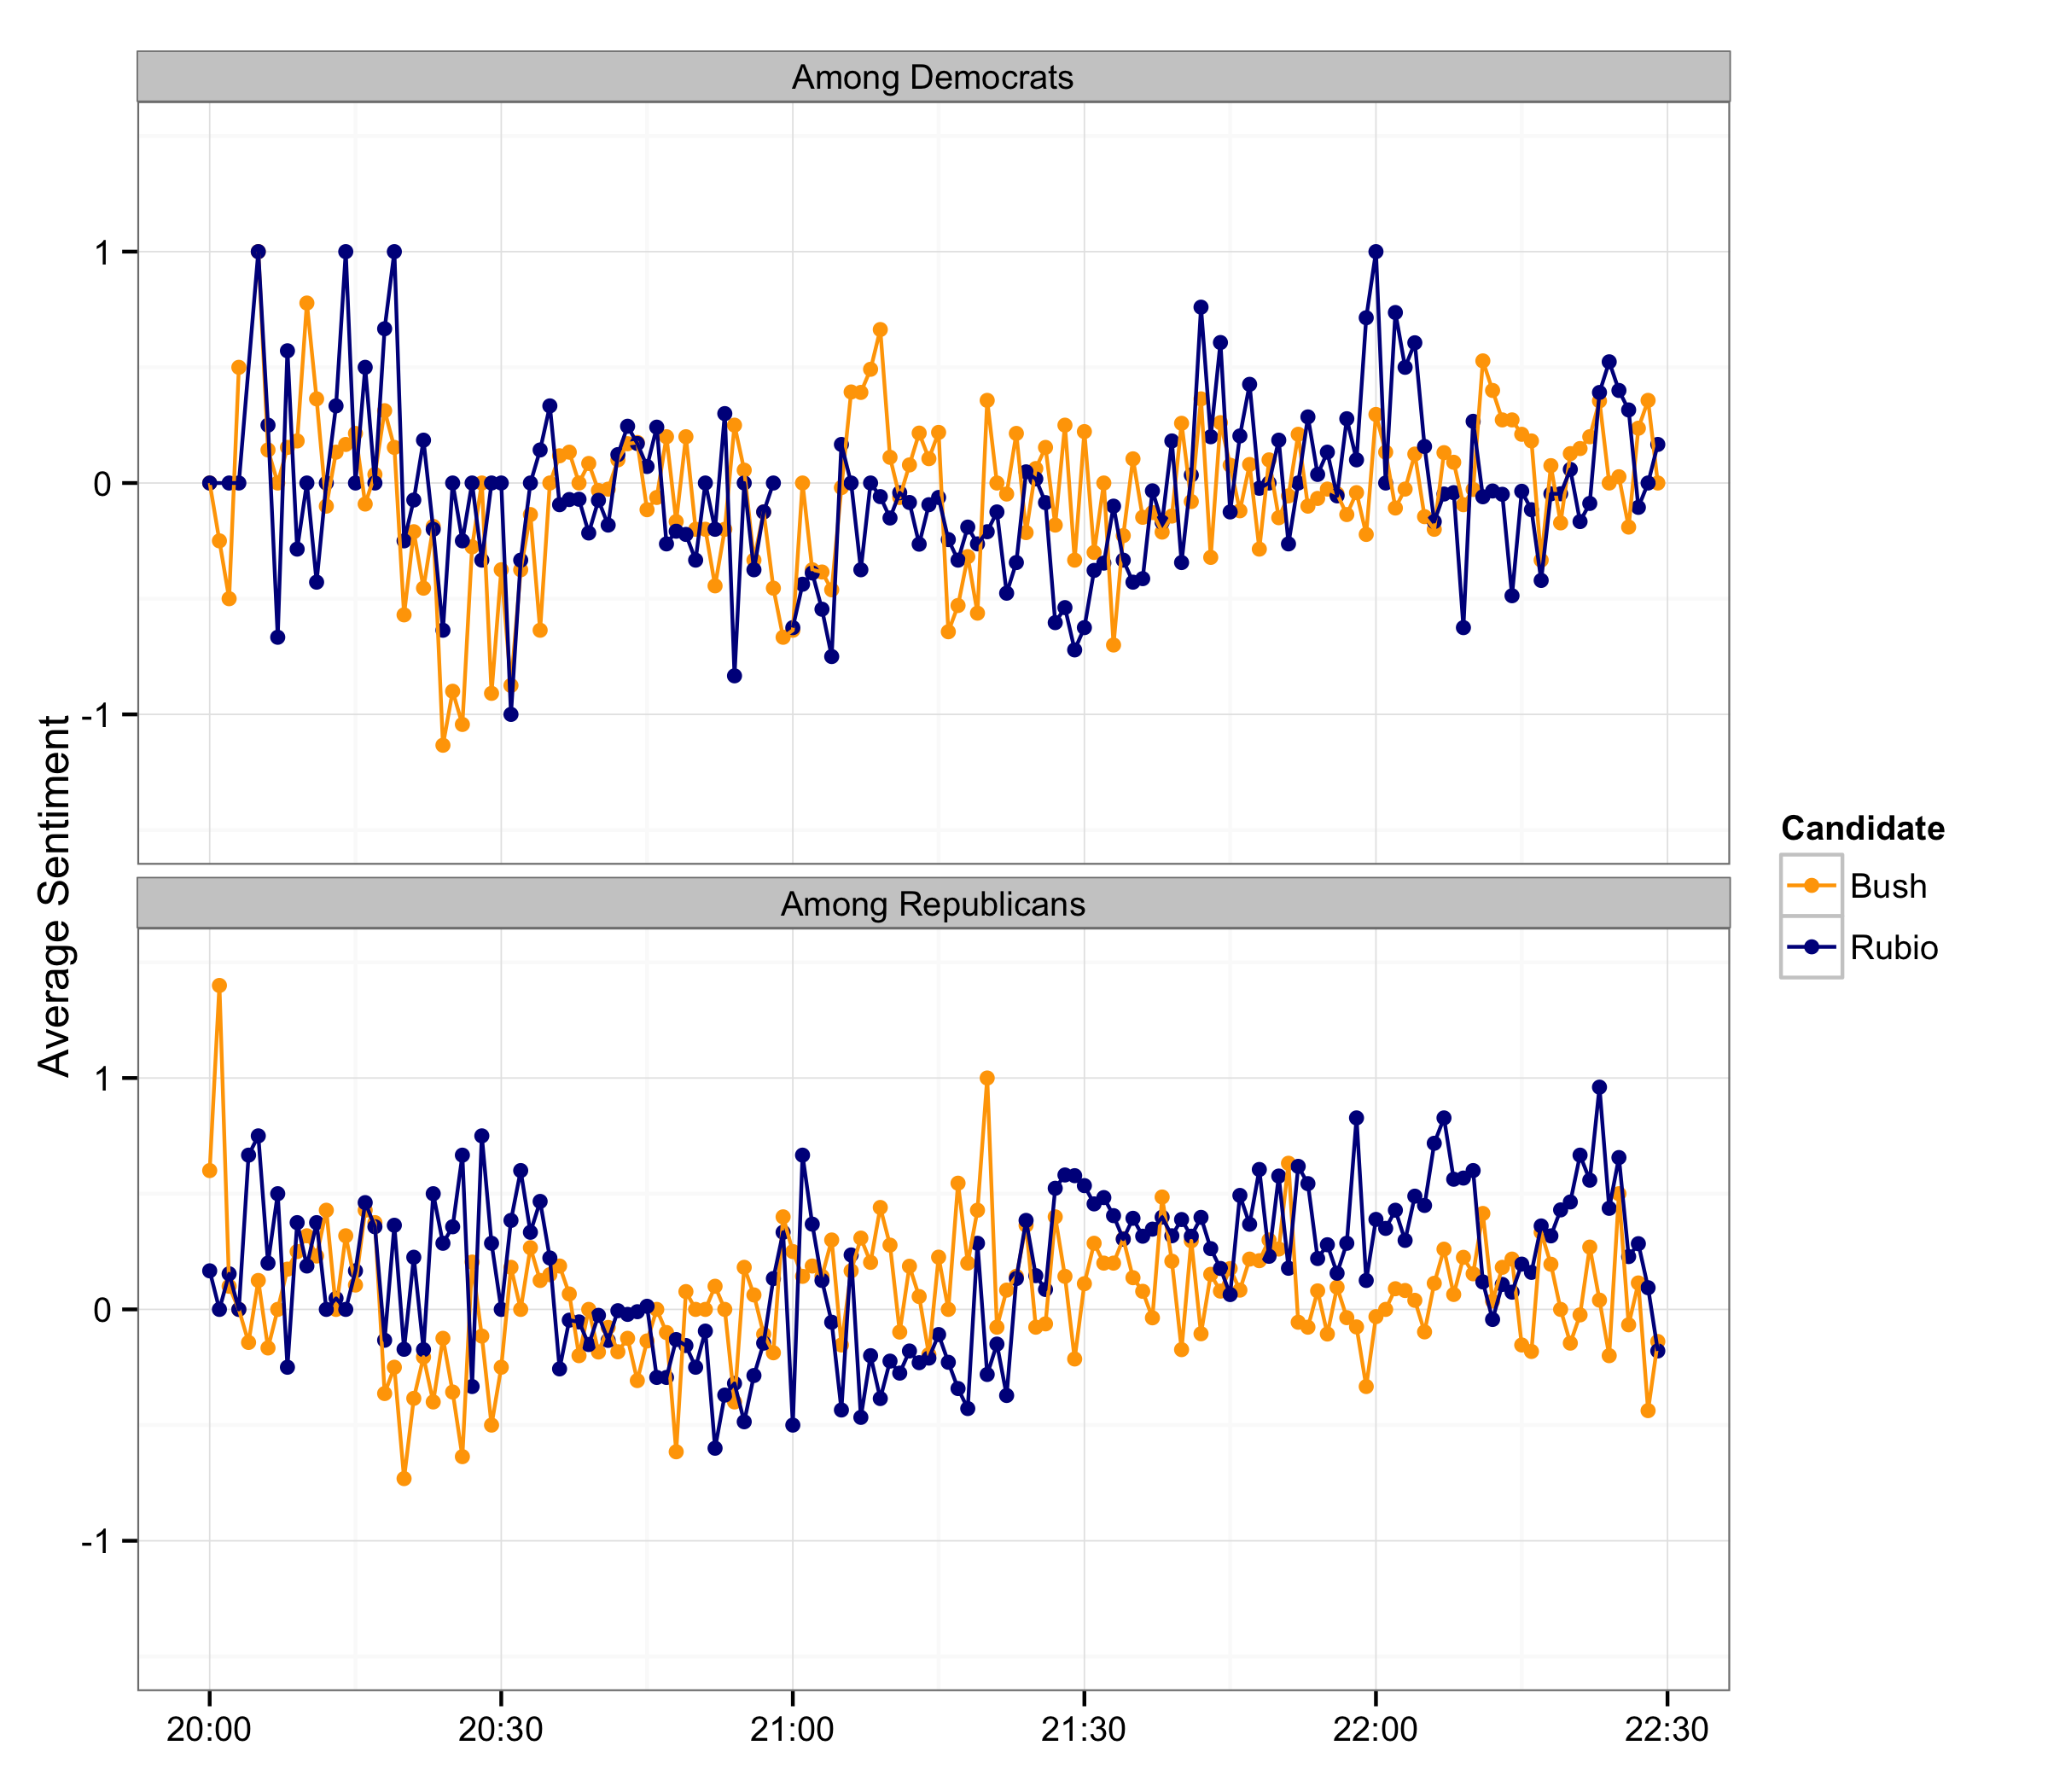 Among Democrats
1
0
-1
Average Sentiment
Among Republicans
1
0
-1
20:00 20:30 21:00 21:30 22:00 22:30
Candidate
Bush
Rubio